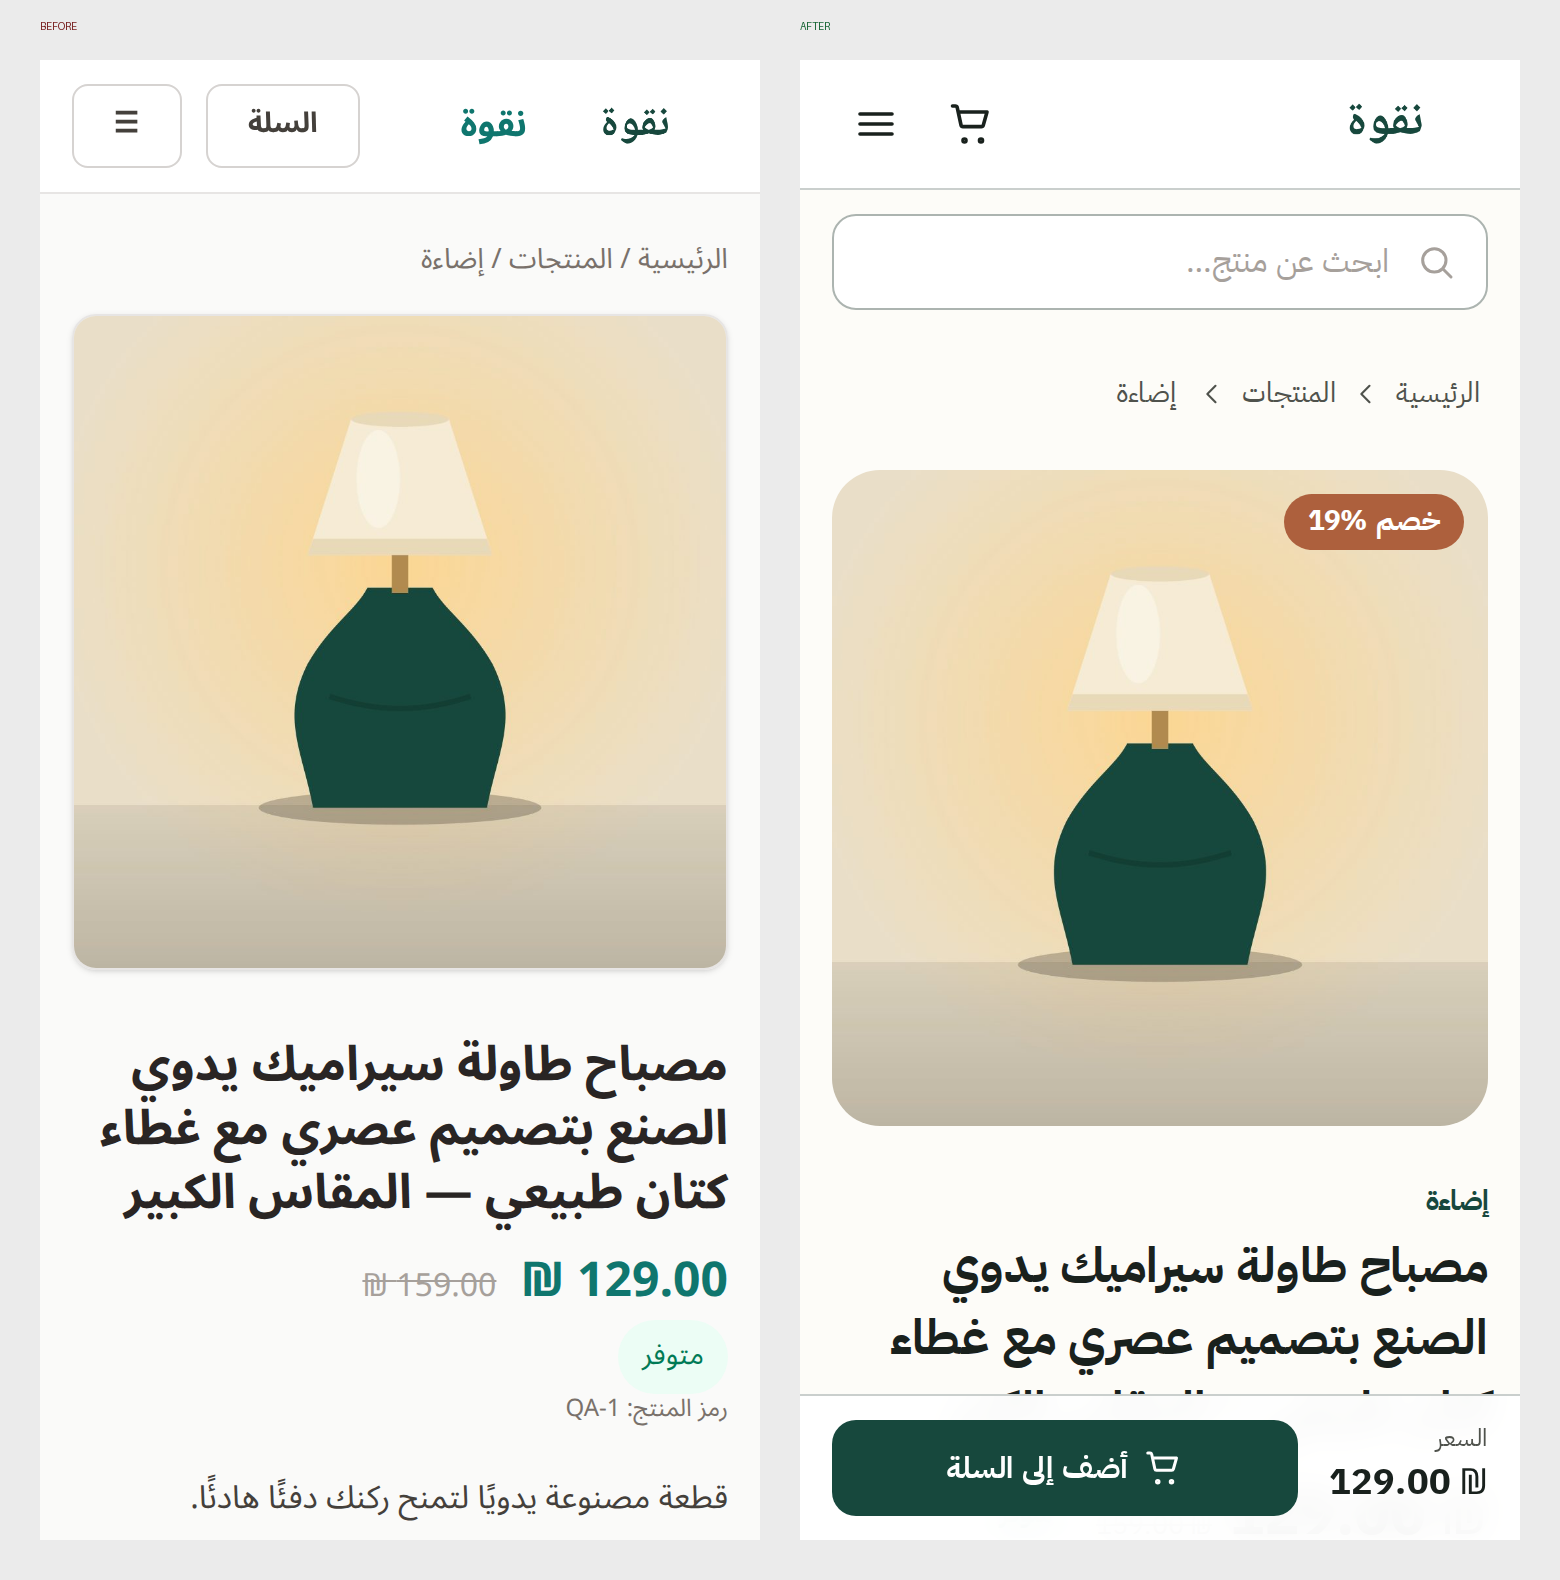 BEFORE
نقوة
نقوة
السلة
الرئيسية / المنتجات / إضاءة
مصباح طاولة سيراميك يدوي
الصنع بتصميم عصري مع غطاء
كتان طبيعي — المقاس الكبير
129.00 ₪ 159.00 ₪
متوفر
رمز المنتج: QA-1
قطعة مصنوعة يدويًا لتمنح ركنك دفئًا هادئًا.
AFTER
نقوة
ابحث عن منتج...
الرئيسية
المنتجات
إضاءة
خصم 19%
إضاءة
مصباح طاولة سيراميك يدوي
الصنع بتصميم عصري مع غطاء
السعر
₪ 129.00
أضف إلى السلة